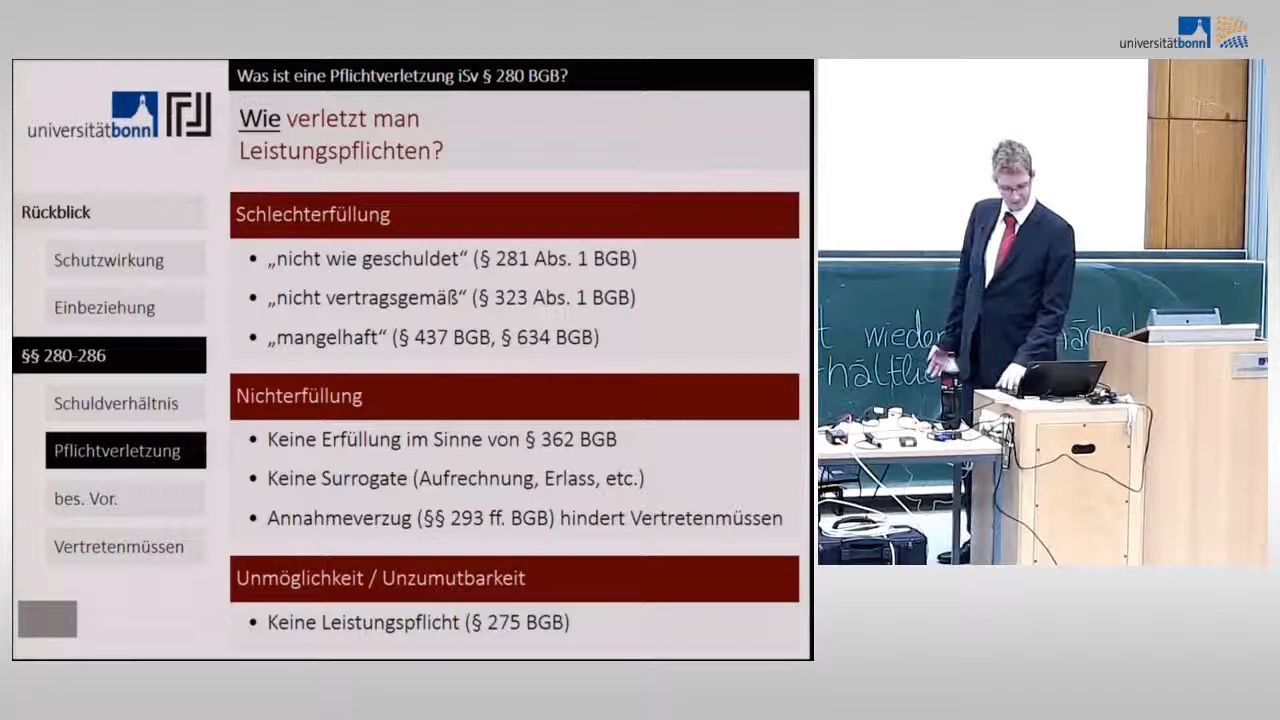 universitätbonn
Was ist eine Pflichtverletzung iSv § 280 BGB?
universitätbonn
Wie verletzt man
Leistungspflichten?
Rückblick
Schutzwirkung
Einbeziehung
§§ 280-286
Schuldverhältnis
Pflichtverletzung
bes. Vor.
Vertretenmüssen
Schlechterfüllung
• „nicht wie geschuldet“ (§ 281 Abs. 1 BGB)
• „nicht vertragsgemäß“ (§ 323 Abs. 1 BGB)
• „mangelhaft“ (§ 437 BGB, § 634 BGB)
Nichterfüllung
• Keine Erfüllung im Sinne von § 362 BGB
• Keine Surrogate (Aufrechnung, Erlass, etc.)
• Annahmeverzug (§§ 293 ff. BGB) hindert Vertretenmüssen
Unmöglichkeit / Unzumutbarkeit
• Keine Leistungspflicht (§ 275 BGB)